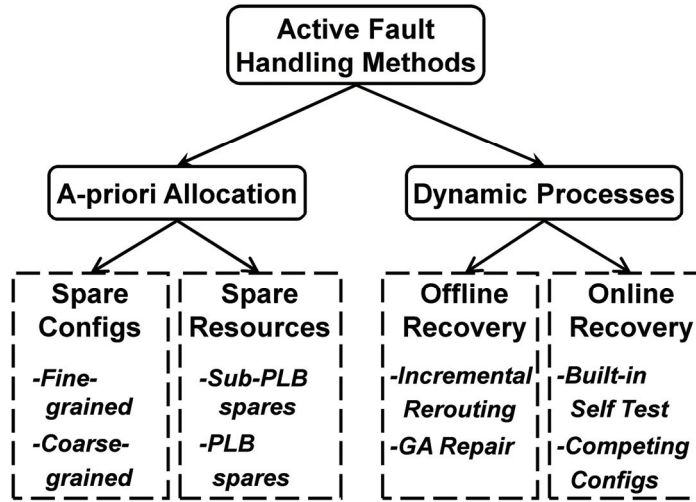 Active Fault
Handling Methods
A-priori Allocation
Dynamic Processes
Spare
Configs
-Fine-
grained
-Coarse-
grained
Spare
Resources
-Sub-PLB
spares
-PLB
spares
Offline
Recovery
-Incremental
Rerouting
-GA Repair
Online
Recovery
-Built-in
Self Test
-Competing
Configs